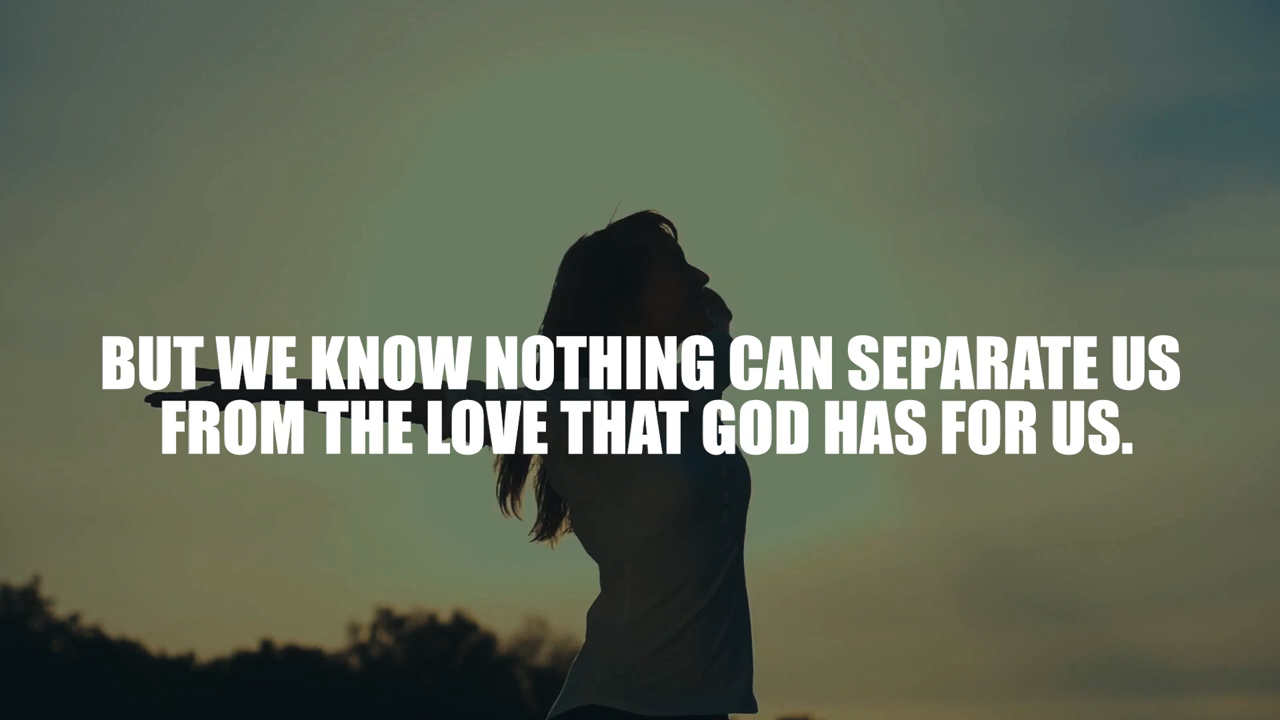 BUT WE KNOW NOTHING CAN SEPARATE US
FROM THE LOVE THAT GOD HAS FOR US.